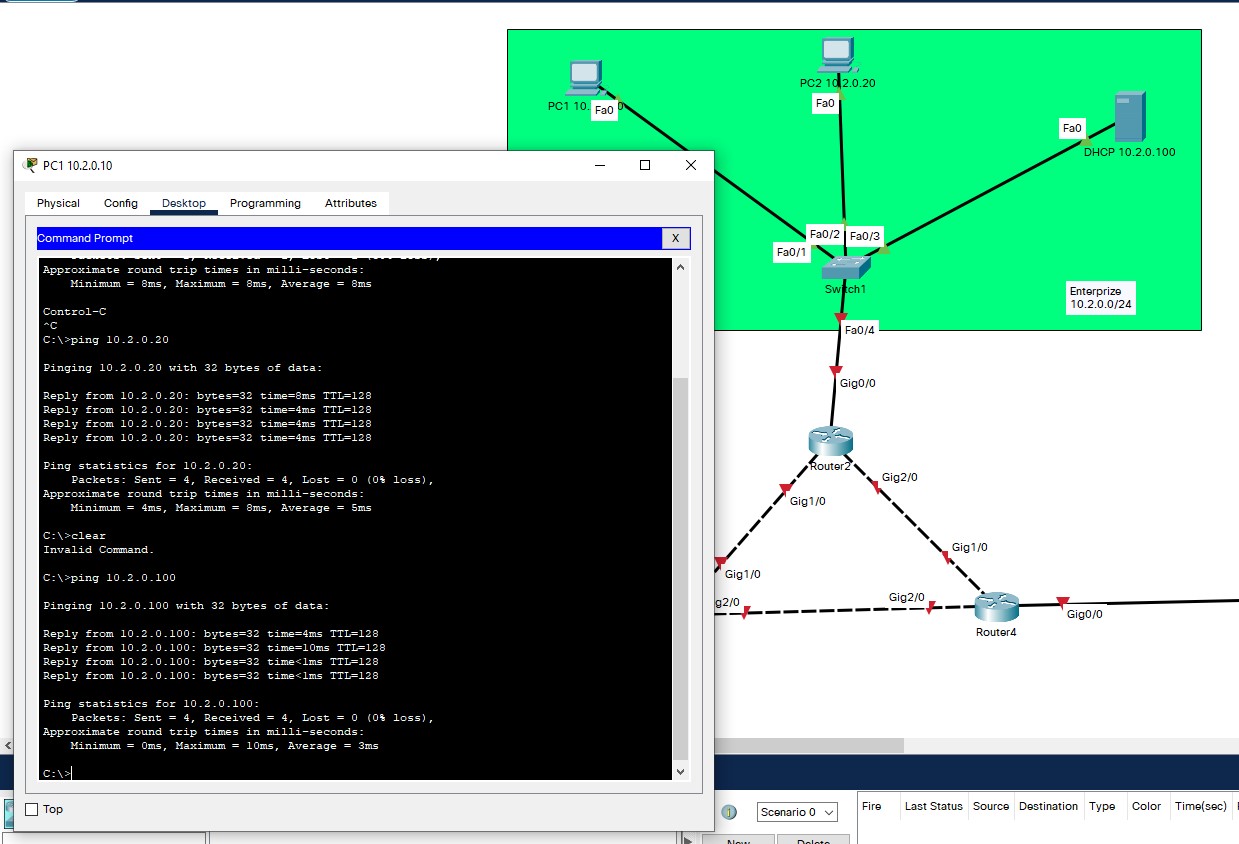 PC2 10.2.0.20
Fa0
Fa0
Fa0
DHCP 10.2.0.100
Fa0/2
Fa0/3
Fa0/1
Switch1
Enterprize
10.2.0.0/24
Fa0/4
Gig0/0
Router2
Gig2/0
Gig1/0
Gig1/0
Gig1/0
g2/0
Gig2/0
Gig0/0
Router4
PC1 10.2.0.10
Physical Config Desktop Programming Attributes
Command Prompt X
Approximate round trip times in milli-seconds:
Minimum = 8ms, Maximum = 8ms, Average = 8ms
Control-C
^C
C:\>ping 10.2.0.20
Pinging 10.2.0.20 with 32 bytes of data:
Reply from 10.2.0.20: bytes=32 time=8ms TTL=128
Reply from 10.2.0.20: bytes=32 time=4ms TTL=128
Reply from 10.2.0.20: bytes=32 time=4ms TTL=128
Reply from 10.2.0.20: bytes=32 time=4ms TTL=128
Ping statistics for 10.2.0.20:
Packets: Sent = 4, Received = 4, Lost = 0 (0% loss),
Approximate round trip times in milli-seconds:
Minimum = 4ms, Maximum = 8ms, Average = 5ms
C:\>clear
Invalid Command.
C:\>ping 10.2.0.100
Pinging 10.2.0.100 with 32 bytes of data:
Reply from 10.2.0.100: bytes=32 time=4ms TTL=128
Reply from 10.2.0.100: bytes=32 time=10ms TTL=128
Reply from 10.2.0.100: bytes=32 time<1ms TTL=128
Reply from 10.2.0.100: bytes=32 time<1ms TTL=128
Ping statistics for 10.2.0.100:
Packets: Sent = 4, Received = 4, Lost = 0 (0% loss),
Approximate round trip times in milli-seconds:
Minimum = 0ms, Maximum = 10ms, Average = 3ms
C:\>
Top
Scenario 0
New Delete
Fire Last Status Source Destination Type Color Time(sec)